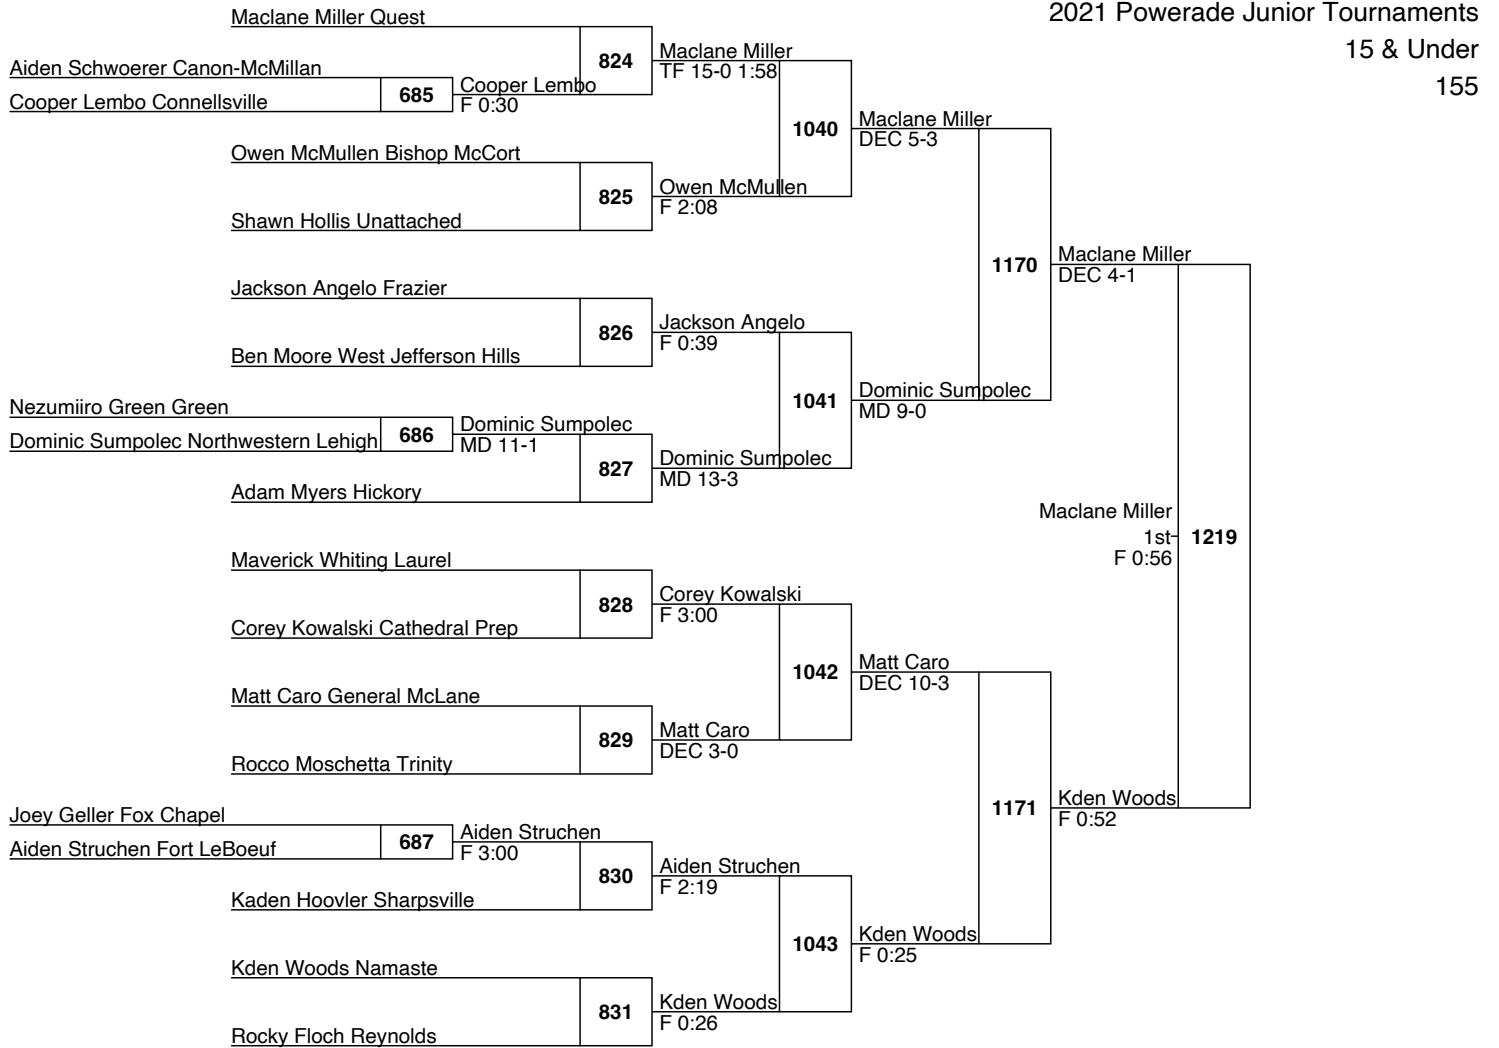 2021 Powerade Junior Tournaments
15 & Under
155
Maclane Miller Quest
824
Maclane Miller
TF 15-0 1:58
Aiden Schwoerer Canon-McMillan
685
Cooper Lembo
F 0:30
Cooper Lembo Connellsville
1040
Maclane Miller
DEC 5-3
Owen McMullen Bishop McCort
825
Owen McMullen
F 2:08
Shawn Hollis Unattached
1170
Maclane Miller
DEC 4-1
Jackson Angelo Frazier
826
Jackson Angelo
F 0:39
Ben Moore West Jefferson Hills
1041
Dominic Sumpolec
MD 9-0
Nezumiiro Green Green
686
Dominic Sumpolec
MD 11-1
Dominic Sumpolec Northwestern Lehigh
827
Dominic Sumpolec
MD 13-3
Adam Myers Hickory
Maclane Miller
1st
F 0:56
1219
Maverick Whiting Laurel
828
Corey Kowalski
F 3:00
Corey Kowalski Cathedral Prep
1042
Matt Caro
DEC 10-3
Matt Caro General McLane
829
Matt Caro
DEC 3-0
Rocco Moschetta Trinity
1171
Kden Woods
F 0:52
Joey Geller Fox Chapel
687
Aiden Struchen
F 3:00
Aiden Struchen Fort LeBoeuf
830
Aiden Struchen
F 2:19
Kaden Hoovler Sharpsville
1043
Kden Woods
F 0:25
Kden Woods Namaste
831
Kden Woods
F 0:26
Rocky Floch Reynolds